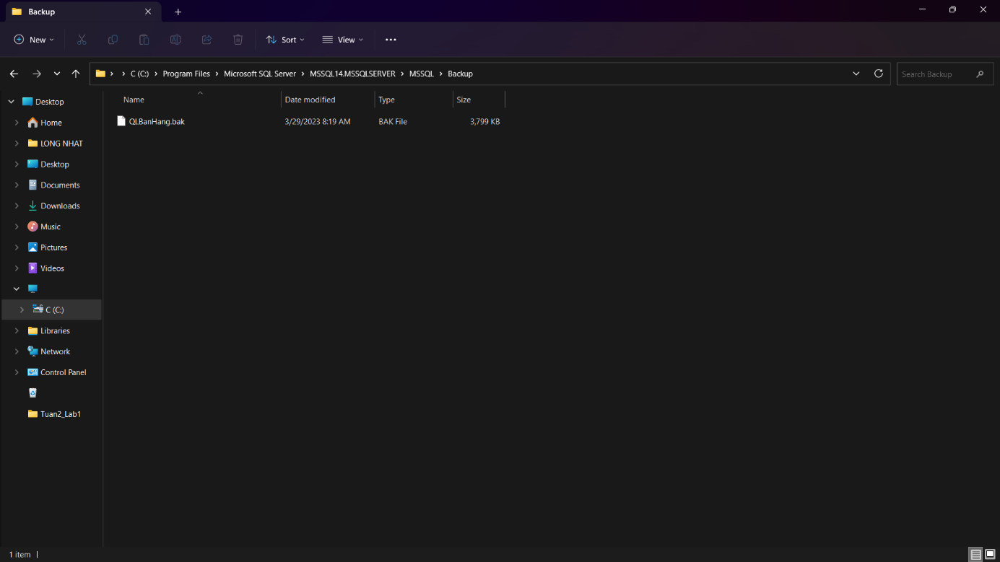 Backup
New
Sort
View
C (C:) › Program Files › Microsoft SQL Server › MSSQL14.MSSQLSERVER › MSSQL › Backup
Search Backup
Desktop
Home
LONG NHAT
Desktop
Documents
Downloads
Music
Pictures
Videos
C (C:)
Libraries
Network
Control Panel
Tuan2_Lab1
Name Date modified Type Size
QLBanHang.bak 3/29/2023 8:19 AM BAK File 3,799 KB
1 item